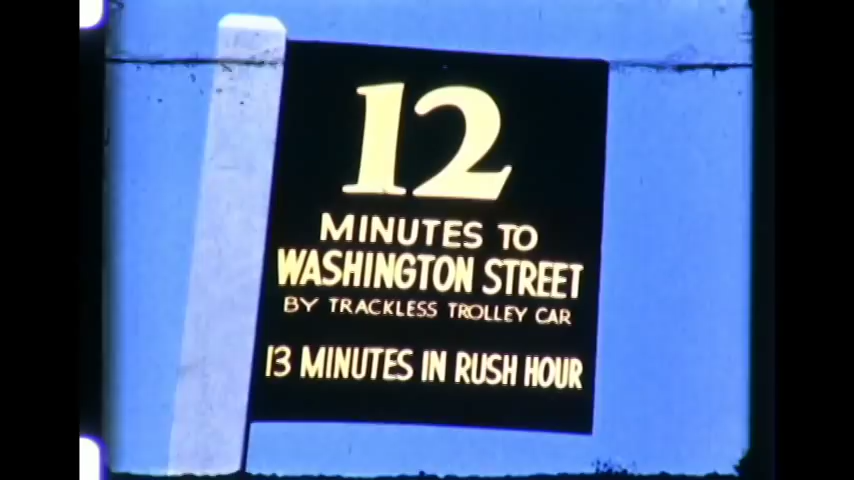 12
MINUTES TO
WASHINGTON STREET
BY TRACKLESS TROLLEY CAR
13 MINUTES IN RUSH HOUR